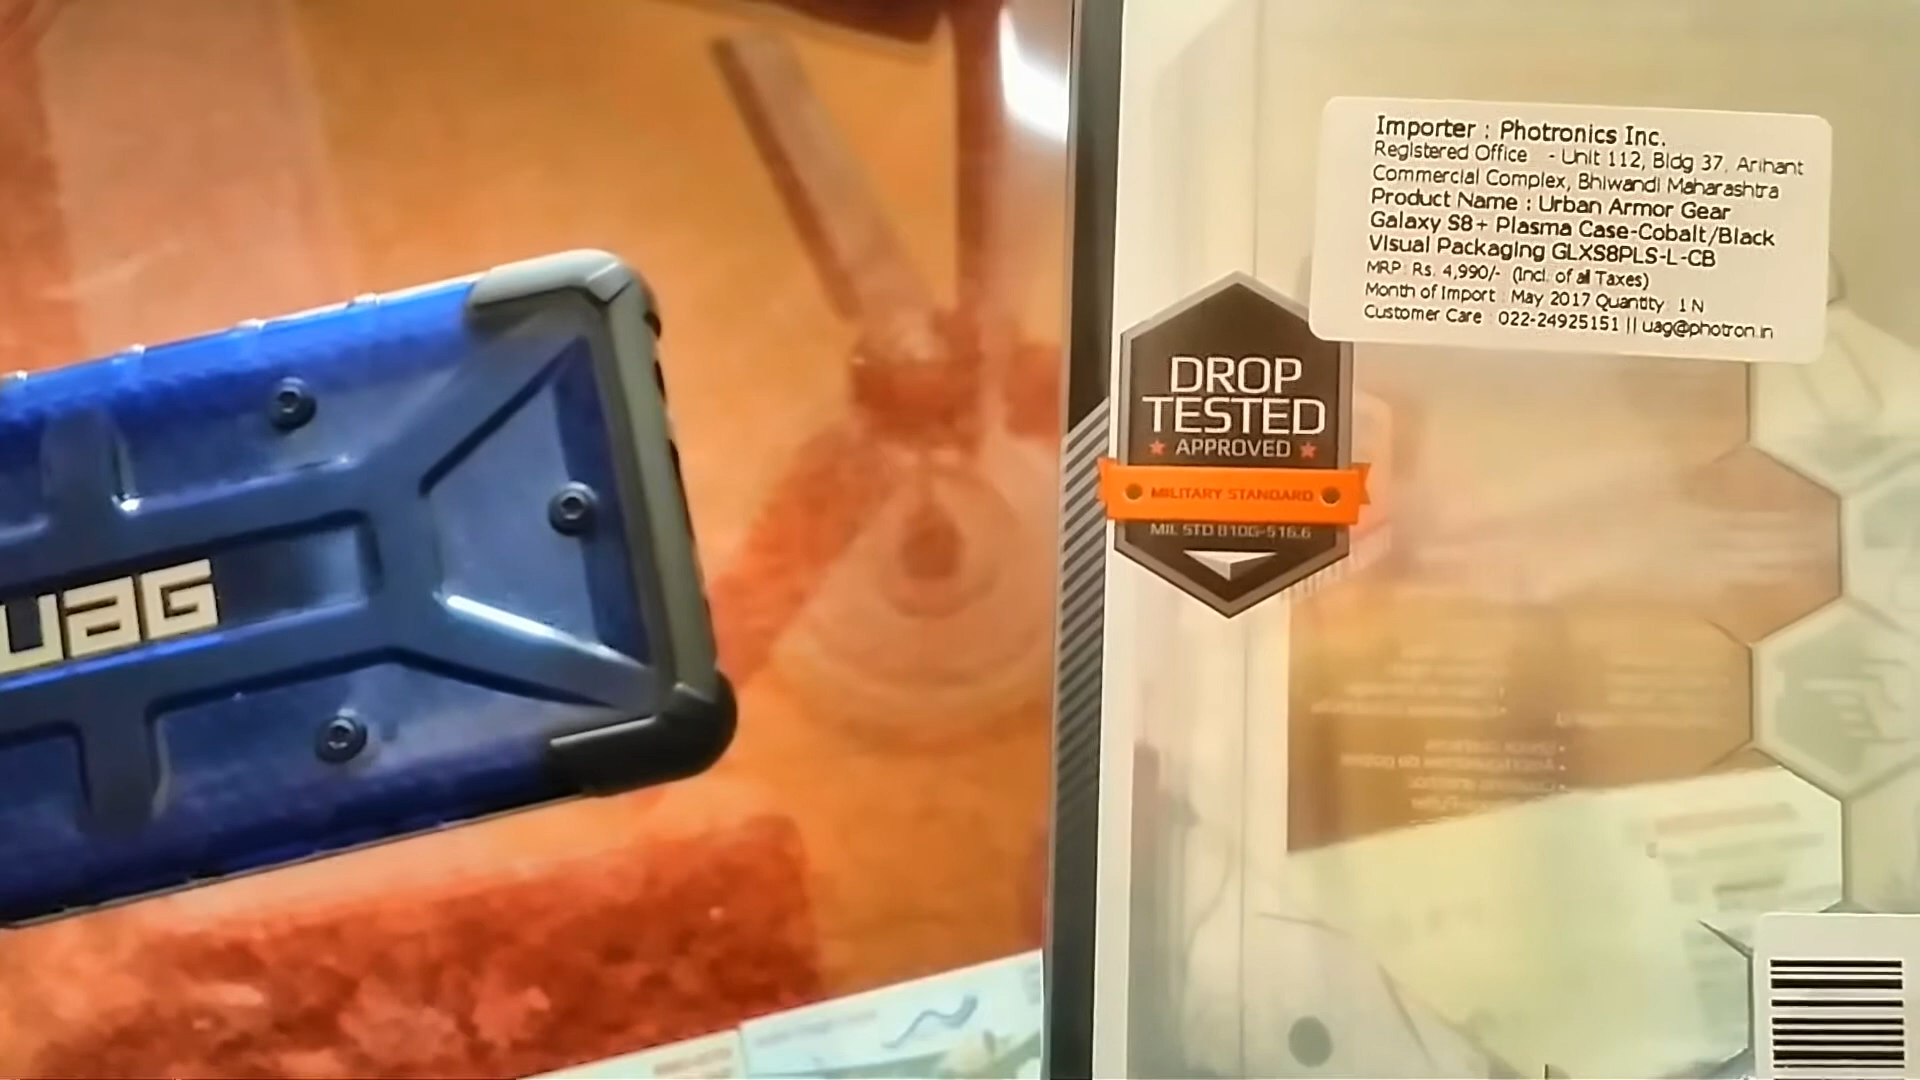 uaG
Importer : Photronics Inc.
Registered Office - Unit 112, Bldg 37, Arihant
Commercial Complex, Bhiwandi Maharashtra
Product Name : Urban Armor Gear
Galaxy S8+ Plasma Case-Cobalt/Black
Visual Packaging GLXS8PLS-L-CB
MRP: Rs. 4,990/- (Incl. of all Taxes)
Month of Import : May 2017 Quantity: 1 N
Customer Care : 022-24925151 || uag@photron.in
DROP
TESTED
APPROVED
MILITARY STANDARD
MIL STD 810G-516.6